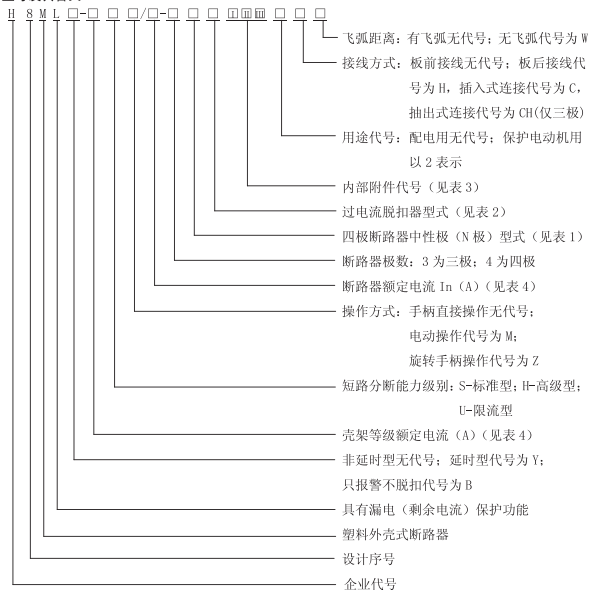 H 8 M L □-□ □ □/□-□ □ □ Ⅰ Ⅱ Ⅲ □ □ □
飞弧距离：有飞弧无代号；无飞弧代号为 W
接线方式：板前接线无代号；板后接线代
号为 H，插入式连接代号为 C，
抽出式连接代号为 CH(仅三极)
用途代号：配电用无代号；保护电动机用
以 2 表示
内部附件代号（见表 3）
过电流脱扣器型式（见表 2）
四极断路器中性极（N 极）型式（见表 1）
断路器极数：3 为三极；4 为四极
断路器额定电流 In（A）（见表 4）
操作方式：手柄直接操作无代号；
电动操作代号为 M；
旋转手柄操作代号为 Z
短路分断能力级别：S-标准型；H-高级型；
U-限流型
壳架等级额定电流（A）（见表 4）
非延时型无代号；延时型代号为 Y；
只报警不脱扣代号为 B
具有漏电（剩余电流）保护功能
塑料外壳式断路器
设计序号
企业代号